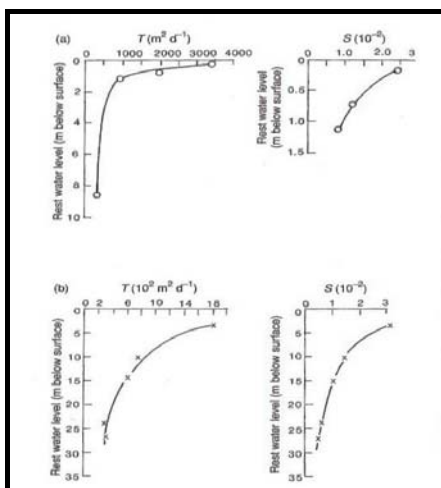 (a) T (m² d⁻¹)
0 1000 2000 3000 4000
Rest water level (m below surface)
0
2
4
6
8
10
S (10⁻²)
0 1.0 2.0
Rest water level
(m below surface)
0
0.5
1.0
1.5
(b) T (10² m² d⁻¹)
2 6 10 14 18
Rest water level (m below surface)
0
5
10
15
20
25
30
35
S (10⁻²)
0 1 2 3
Rest water level (m below surface)
0
5
10
15
20
25
30
35